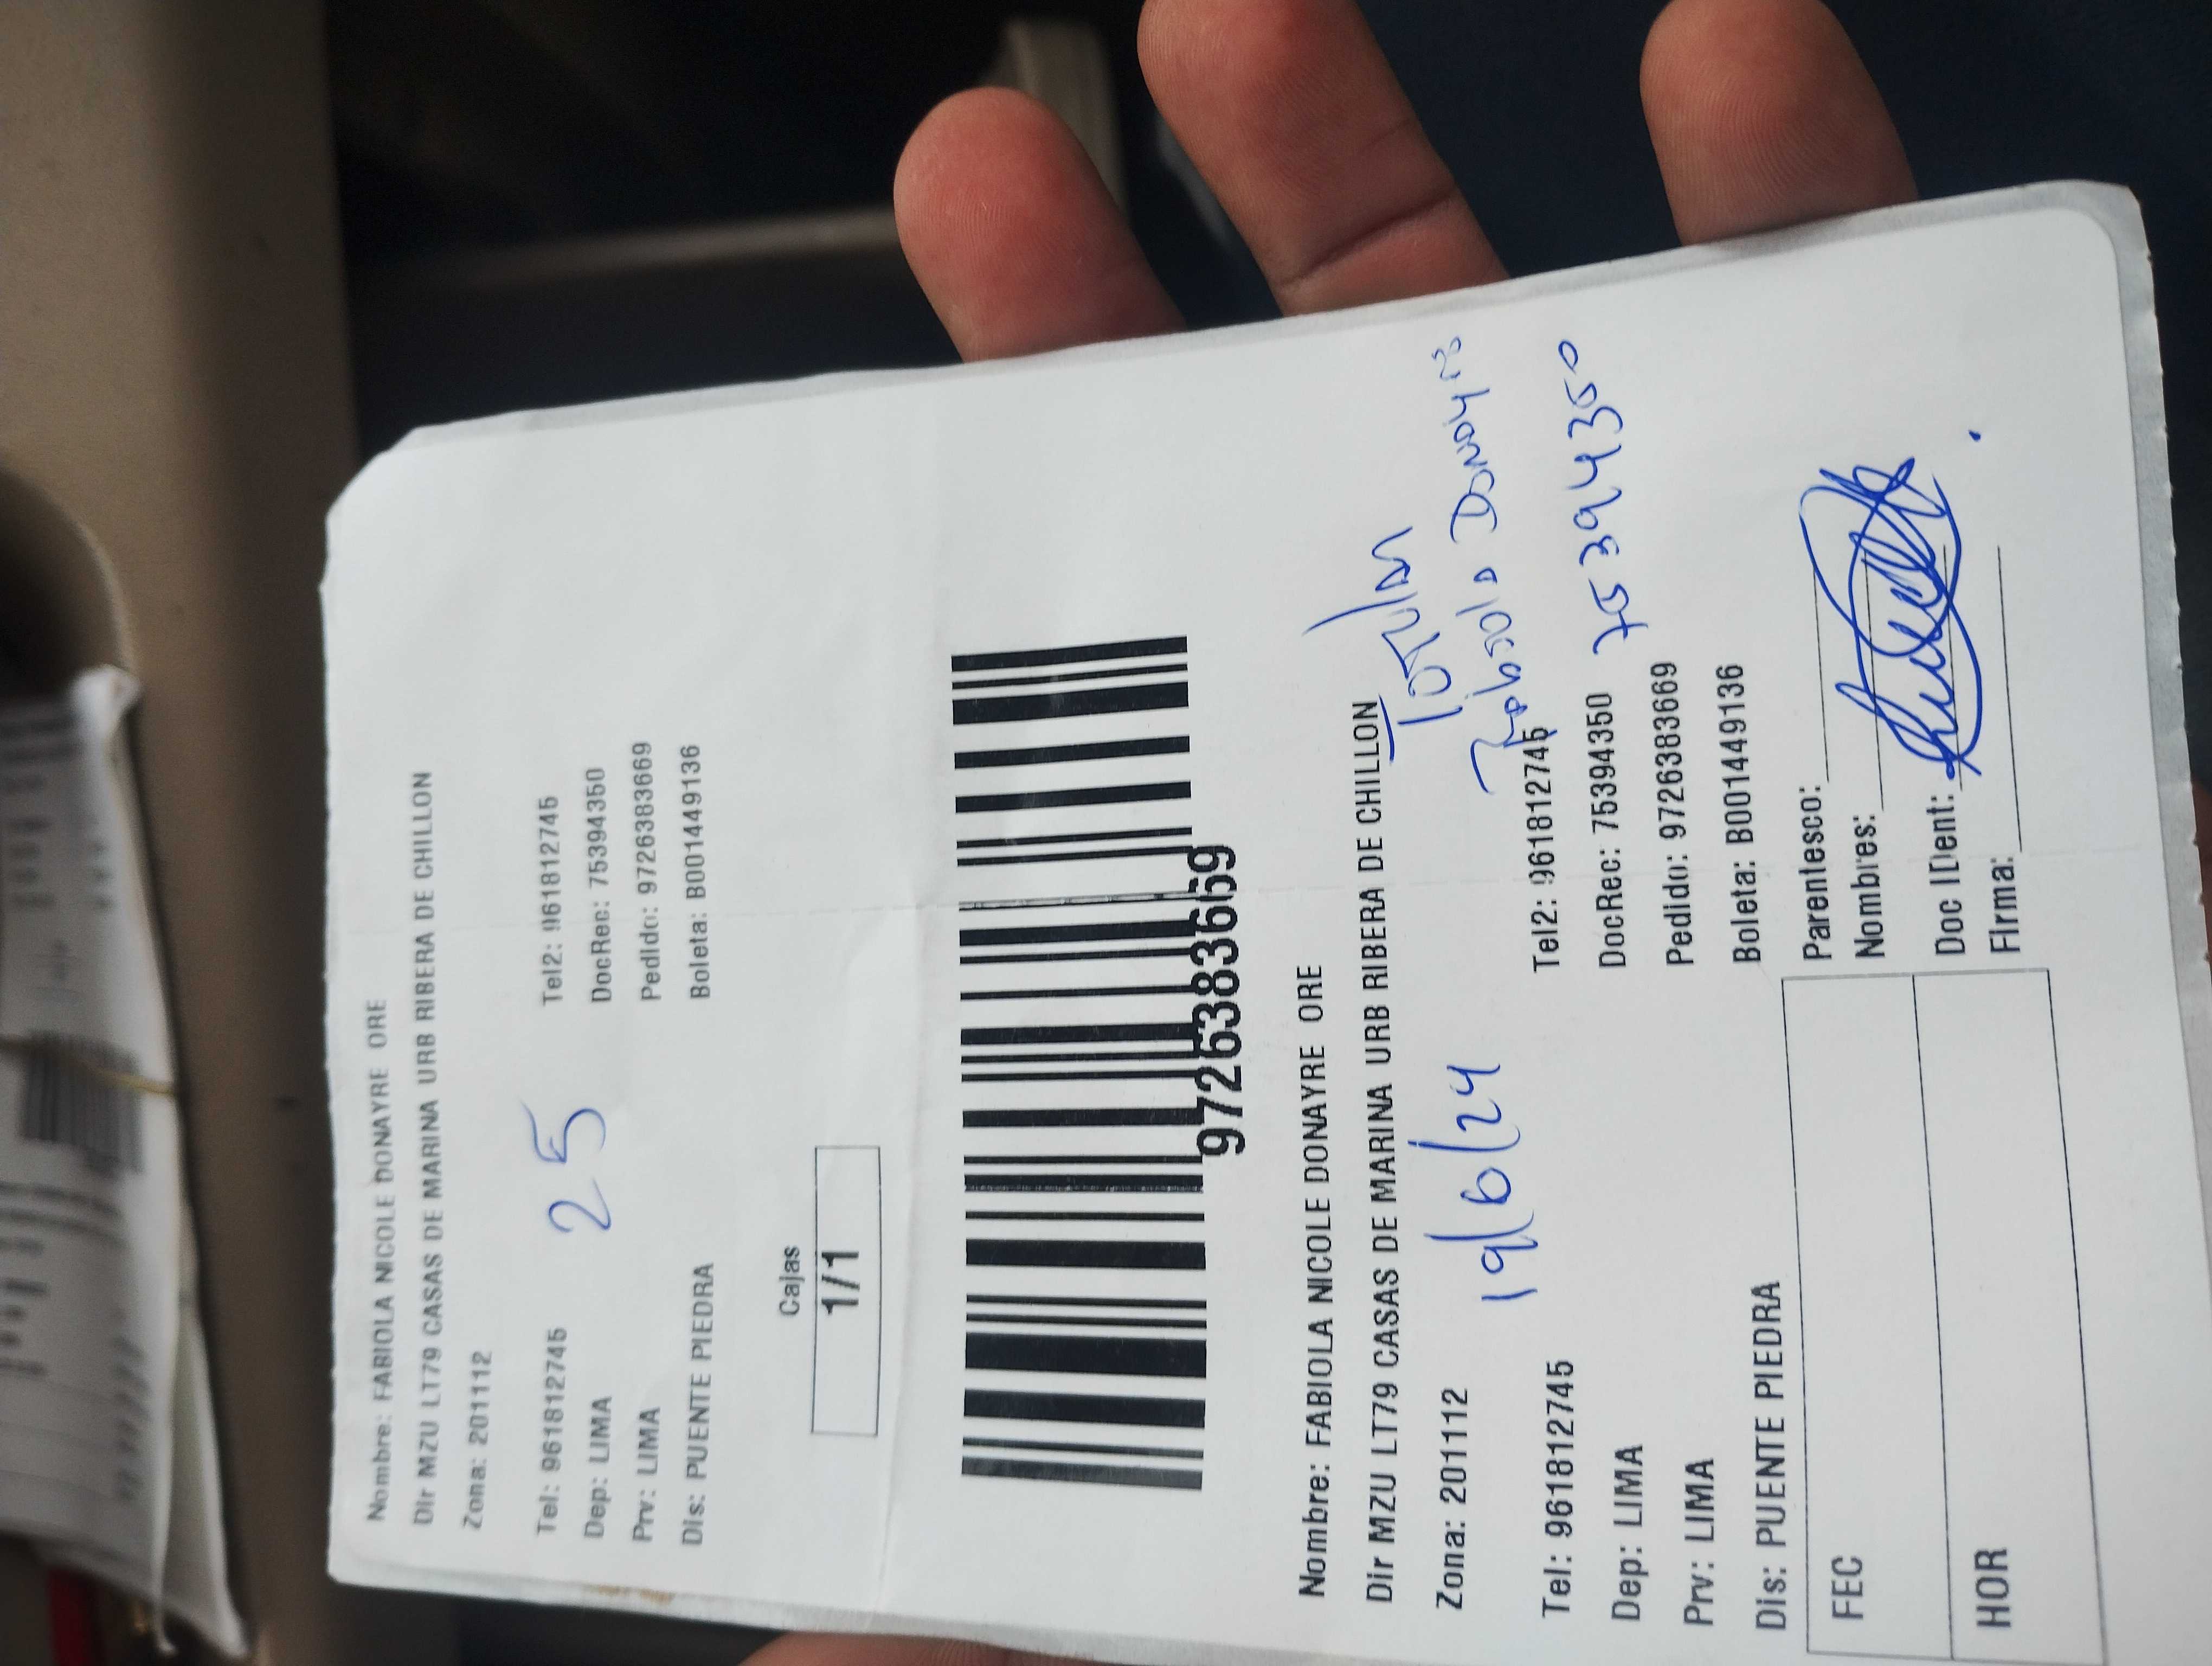 Nombre: FABIOLA NICOLE DONAYRE ORE
Dir MZU LT79 CASAS DE MARINA URB RIBERA DE CHILLON
Zona: 201112
25
Tel: 961812745 Tel2: 961812745
Dep: LIMA DocRec: 75394350
Prv: LIMA Pedido: 9726383669
Dis: PUENTE PIEDRA Boleta: B001449136
Cajas
1/1
9726383669
Nombre: FABIOLA NICOLE DONAYRE ORE
Dir MZU LT79 CASAS DE MARINA URB RIBERA DE CHILLON
Zona: 201112
19/6/24
Tel: 961812745 Tel2: 961812745
Dep: LIMA DocRec: 75394350 75394350
Prv: LIMA Pedido: 9726383669
Dis: PUENTE PIEDRA Boleta: B001449136
FEC Parentesco:
Nombres:
HOR Doc IDent:
Firma: